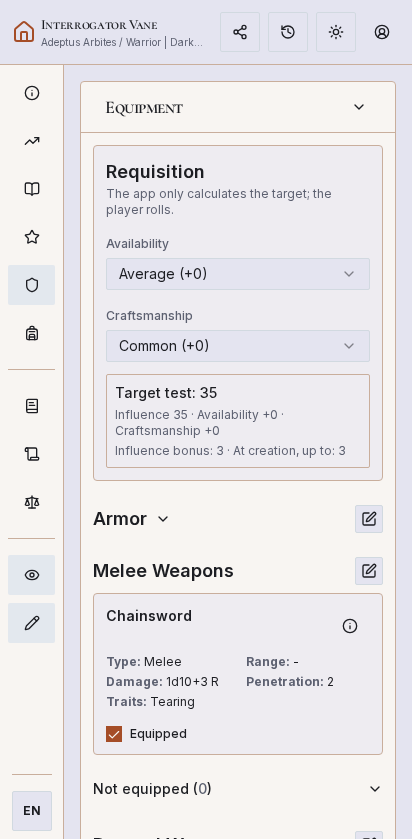 Interrogator Vane
Adeptus Arbites / Warrior | Dark...
Equipment
Requisition
The app only calculates the target; the
player rolls.
Availability
Average (+0)
Craftsmanship
Common (+0)
Target test: 35
Influence 35 · Availability +0 ·
Craftsmanship +0
Influence bonus: 3 · At creation, up to: 3
Armor
Melee Weapons
Chainsword
Type: Melee Range: -
Damage: 1d10+3 R Penetration: 2
Traits: Tearing
Equipped
Not equipped (0)
EN